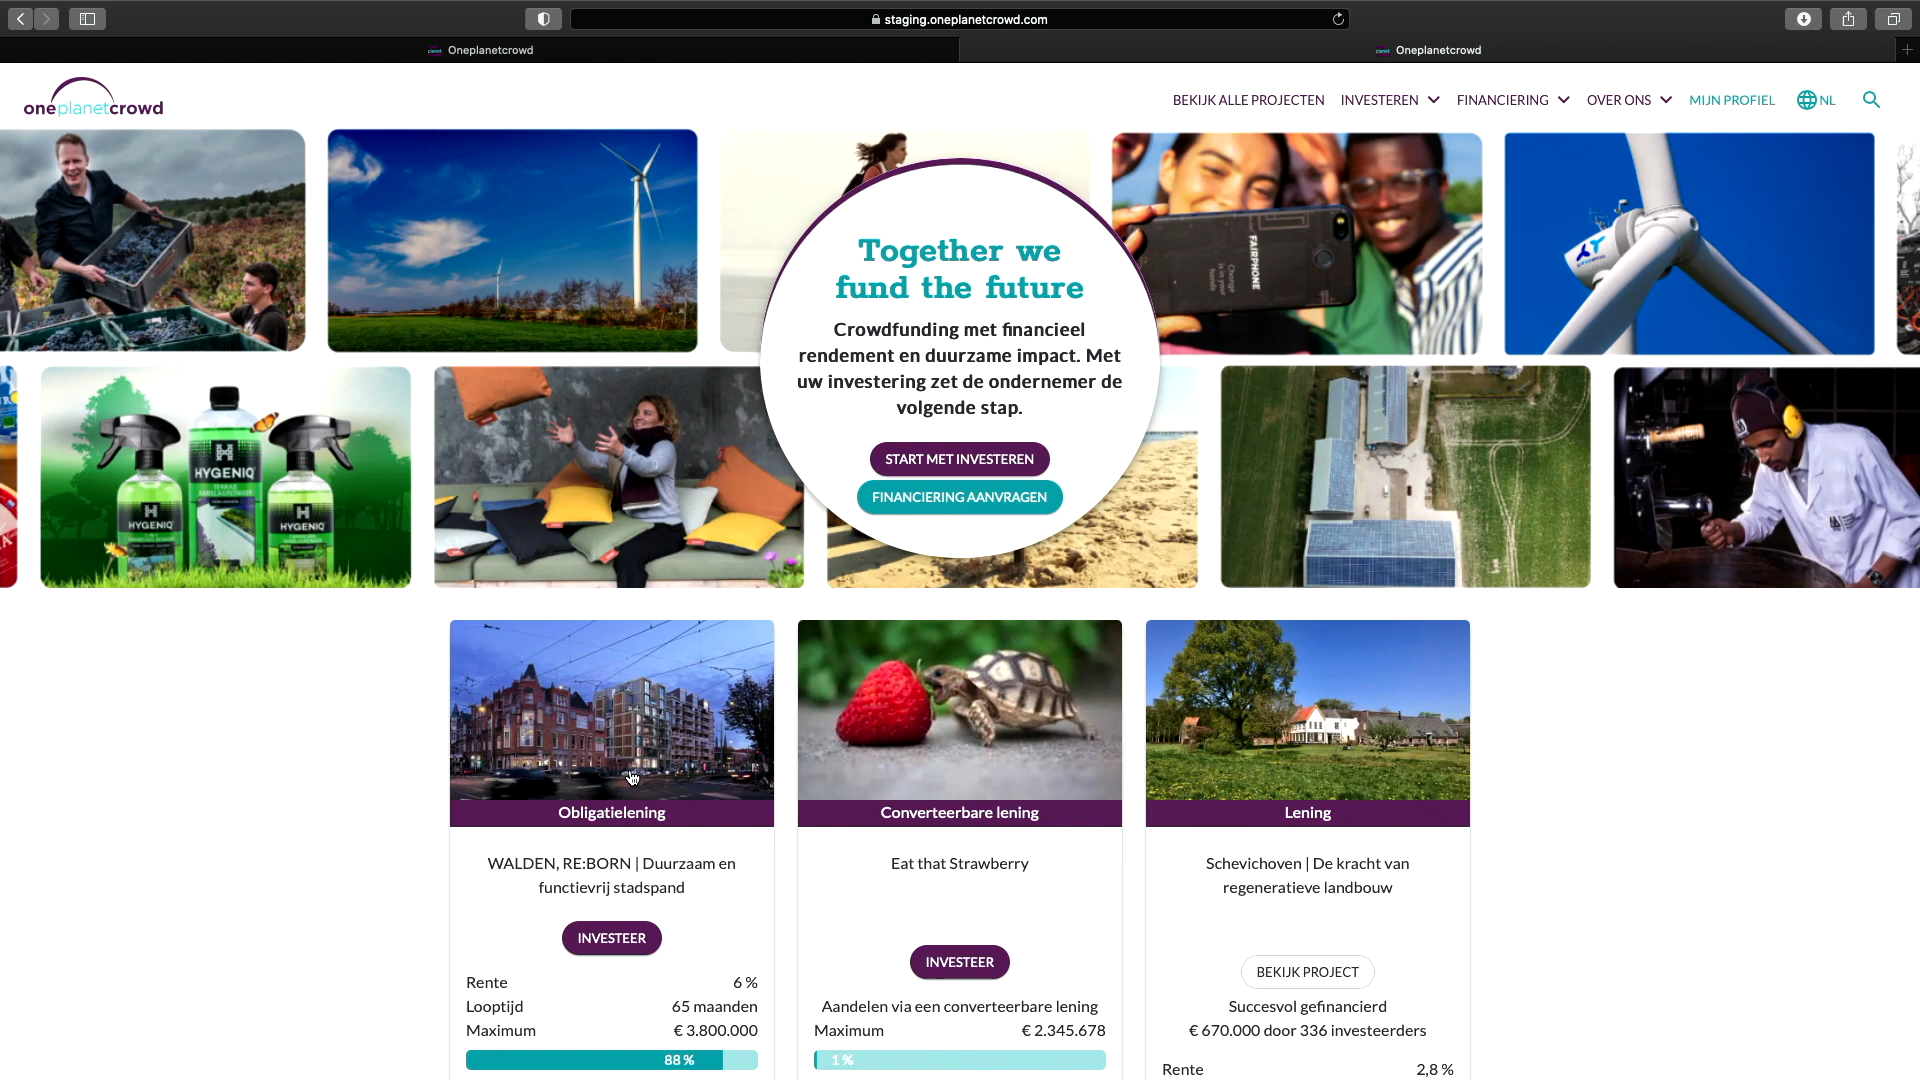 staging.oneplanetcrowd.com
Oneplanetcrowd
Oneplanetcrowd
oneplanetcrowd
BEKIJK ALLE PROJECTEN INVESTEREN FINANCIERING OVER ONS MIJN PROFIEL NL
Together we
fund the future
Crowdfunding met financieel
rendement en duurzame impact. Met
uw investering zet de ondernemer de
volgende stap.
START MET INVESTEREN
FINANCIERING AANVRAGEN
FAIRPHONE
HYGENIQ
HYGENIQ
HYGENIQ
Obligatielening
WALDEN, RE:BORN | Duurzaam en
functievrij stadspand
INVESTEER
Rente 6 %
Looptijd 65 maanden
Maximum € 3.800.000
88 %
Converteerbare lening
Eat that Strawberry
INVESTEER
Aandelen via een converteerbare lening
Maximum € 2.345.678
1 %
Lening
Schevichoven | De kracht van
regeneratieve landbouw
BEKIJK PROJECT
Succesvol gefinancierd
€ 670.000 door 336 investeerders
Rente 2,8 %